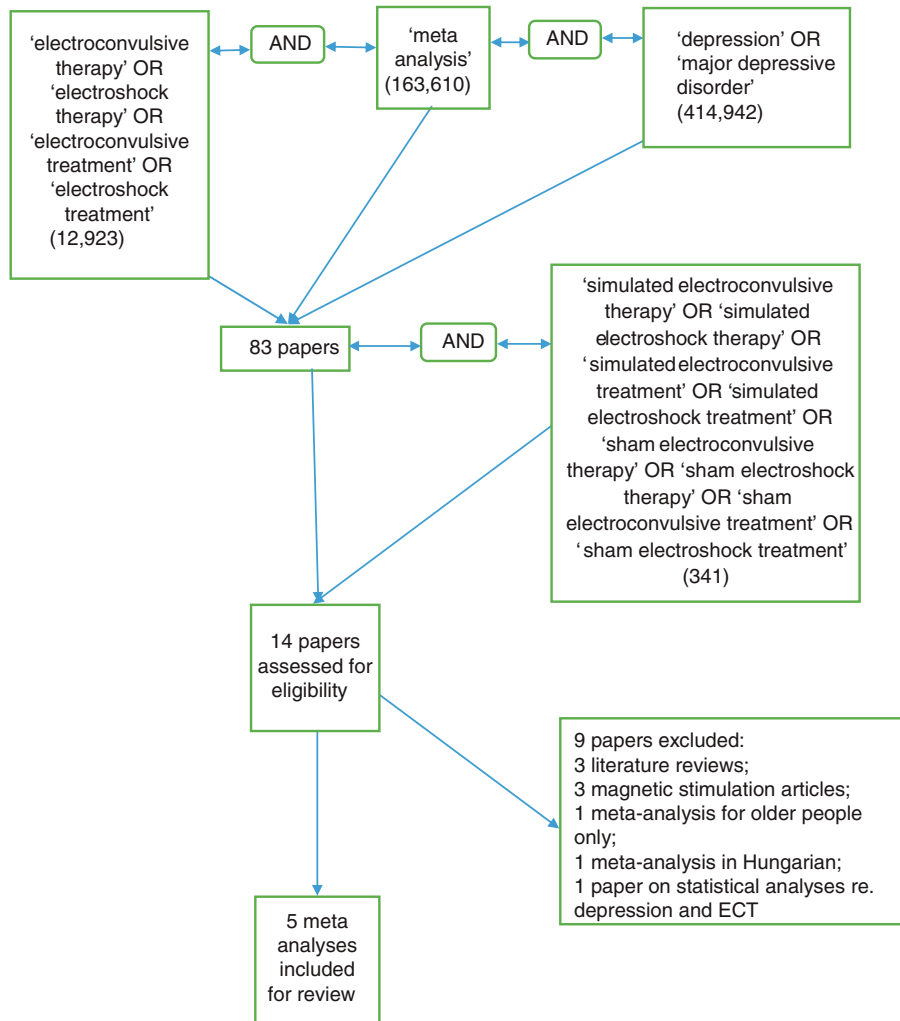 ‘electroconvulsive
therapy’ OR
‘electroshock
therapy’ OR
‘electroconvulsive
treatment’ OR
‘electroshock
treatment’
(12,923)
AND
‘meta
analysis’
(163,610)
AND
‘depression’ OR
‘major depressive
disorder’
(414,942)
83 papers
AND
‘simulated electroconvulsive
therapy’ OR ‘simulated
electroshock therapy’ OR
‘simulated electroconvulsive
treatment’ OR ‘simulated
electroshock treatment’ OR
‘sham electroconvulsive
therapy’ OR ‘sham electroshock
therapy’ OR ‘sham
electroconvulsive treatment’ OR
‘sham electroshock treatment’
(341)
14 papers
assessed for
eligibility
9 papers excluded:
3 literature reviews;
3 magnetic stimulation articles;
1 meta-analysis for older people
only;
1 meta-analysis in Hungarian;
1 paper on statistical analyses re.
depression and ECT
5 meta
analyses
included
for review